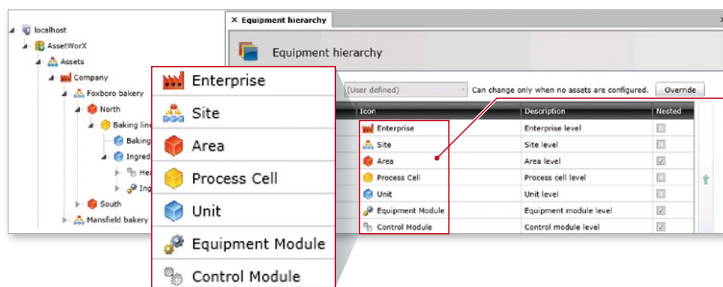 localhost
AssetWorX
Assets
Company
Foxboro bakery
North
Baking line
Baking
Ingred
Hea
Ing
South
Mansfield bakery
Enterprise
Site
Area
Process Cell
Unit
Equipment Module
Control Module
× Equipment hierarchy
Equipment hierarchy
(User defined) Can change only when no assets are configured. Override
Icon Description Nested
Enterprise Enterprise level
Site Site level
Area Area level
Process Cell Process cell level
Unit Unit level
Equipment Module Equipment module level
Control Module Control module level